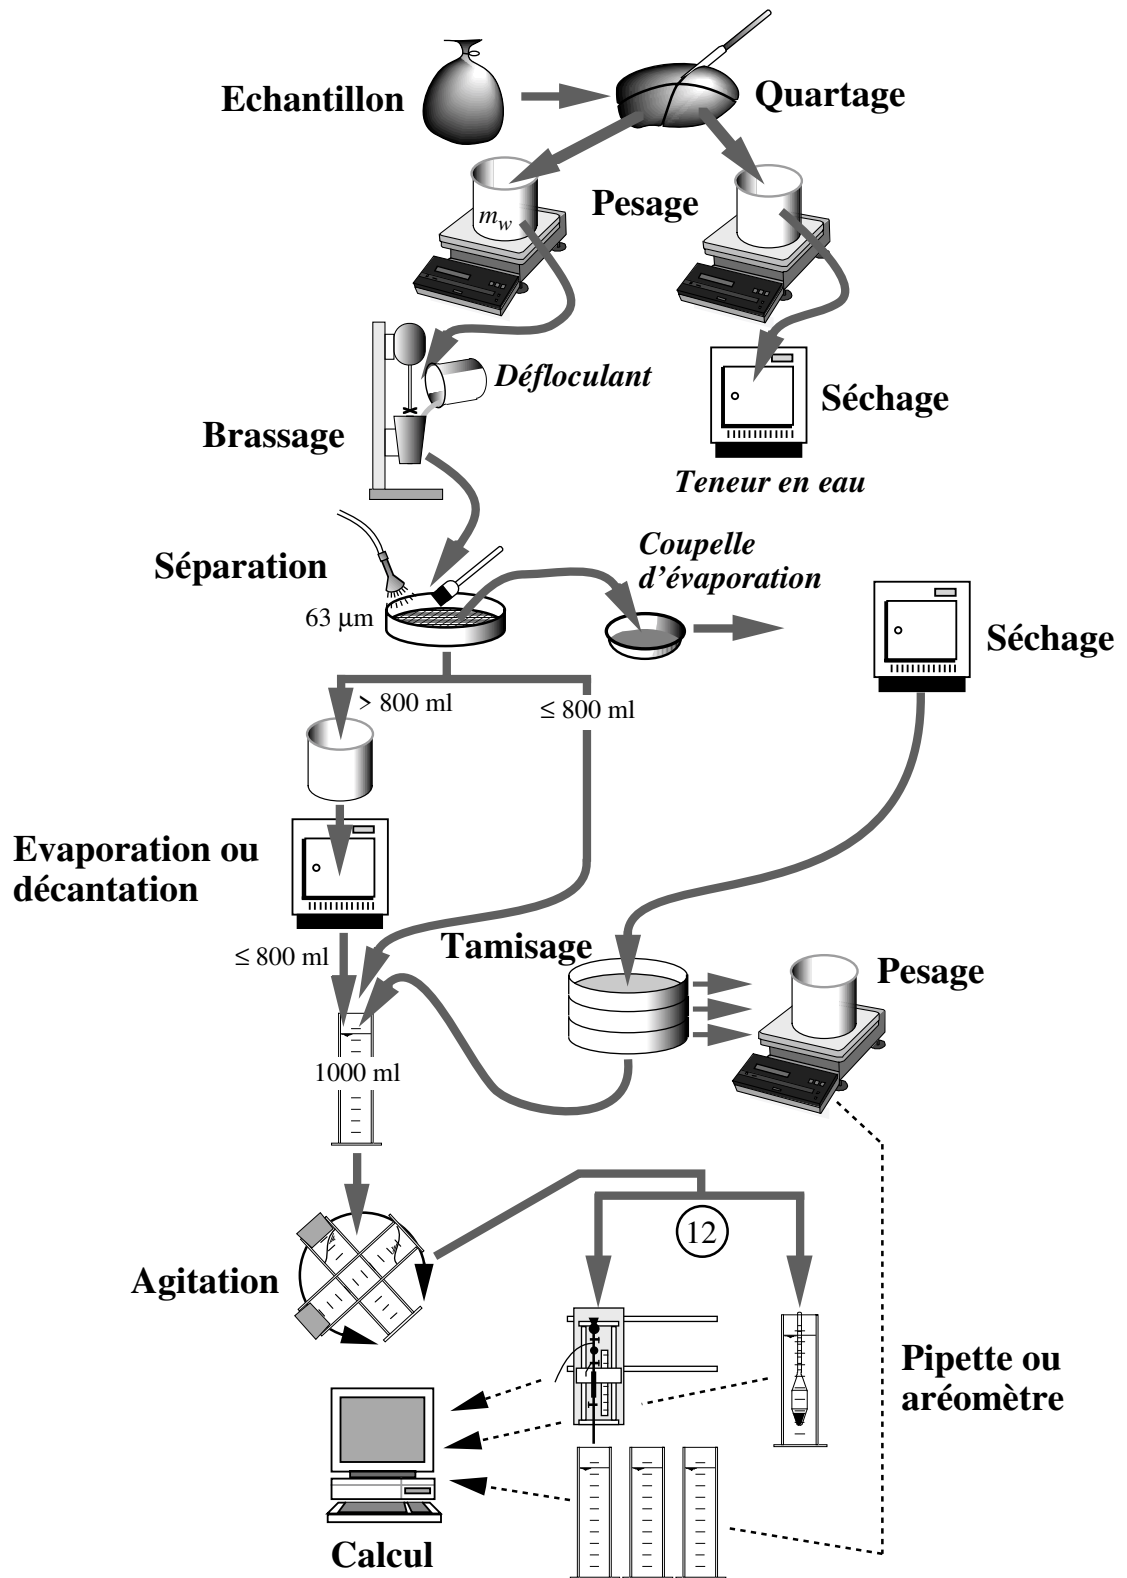 Echantillon
Quartage
Pesage
m_w
Défloculant
Séchage
Brassage
Teneur en eau
Coupelle
d'évaporation
Séparation
63 μm
Séchage
> 800 ml
≤ 800 ml
Evaporation ou
décantation
Tamisage
≤ 800 ml
Pesage
1000 ml
12
Agitation
Pipette ou
aréomètre
Calcul